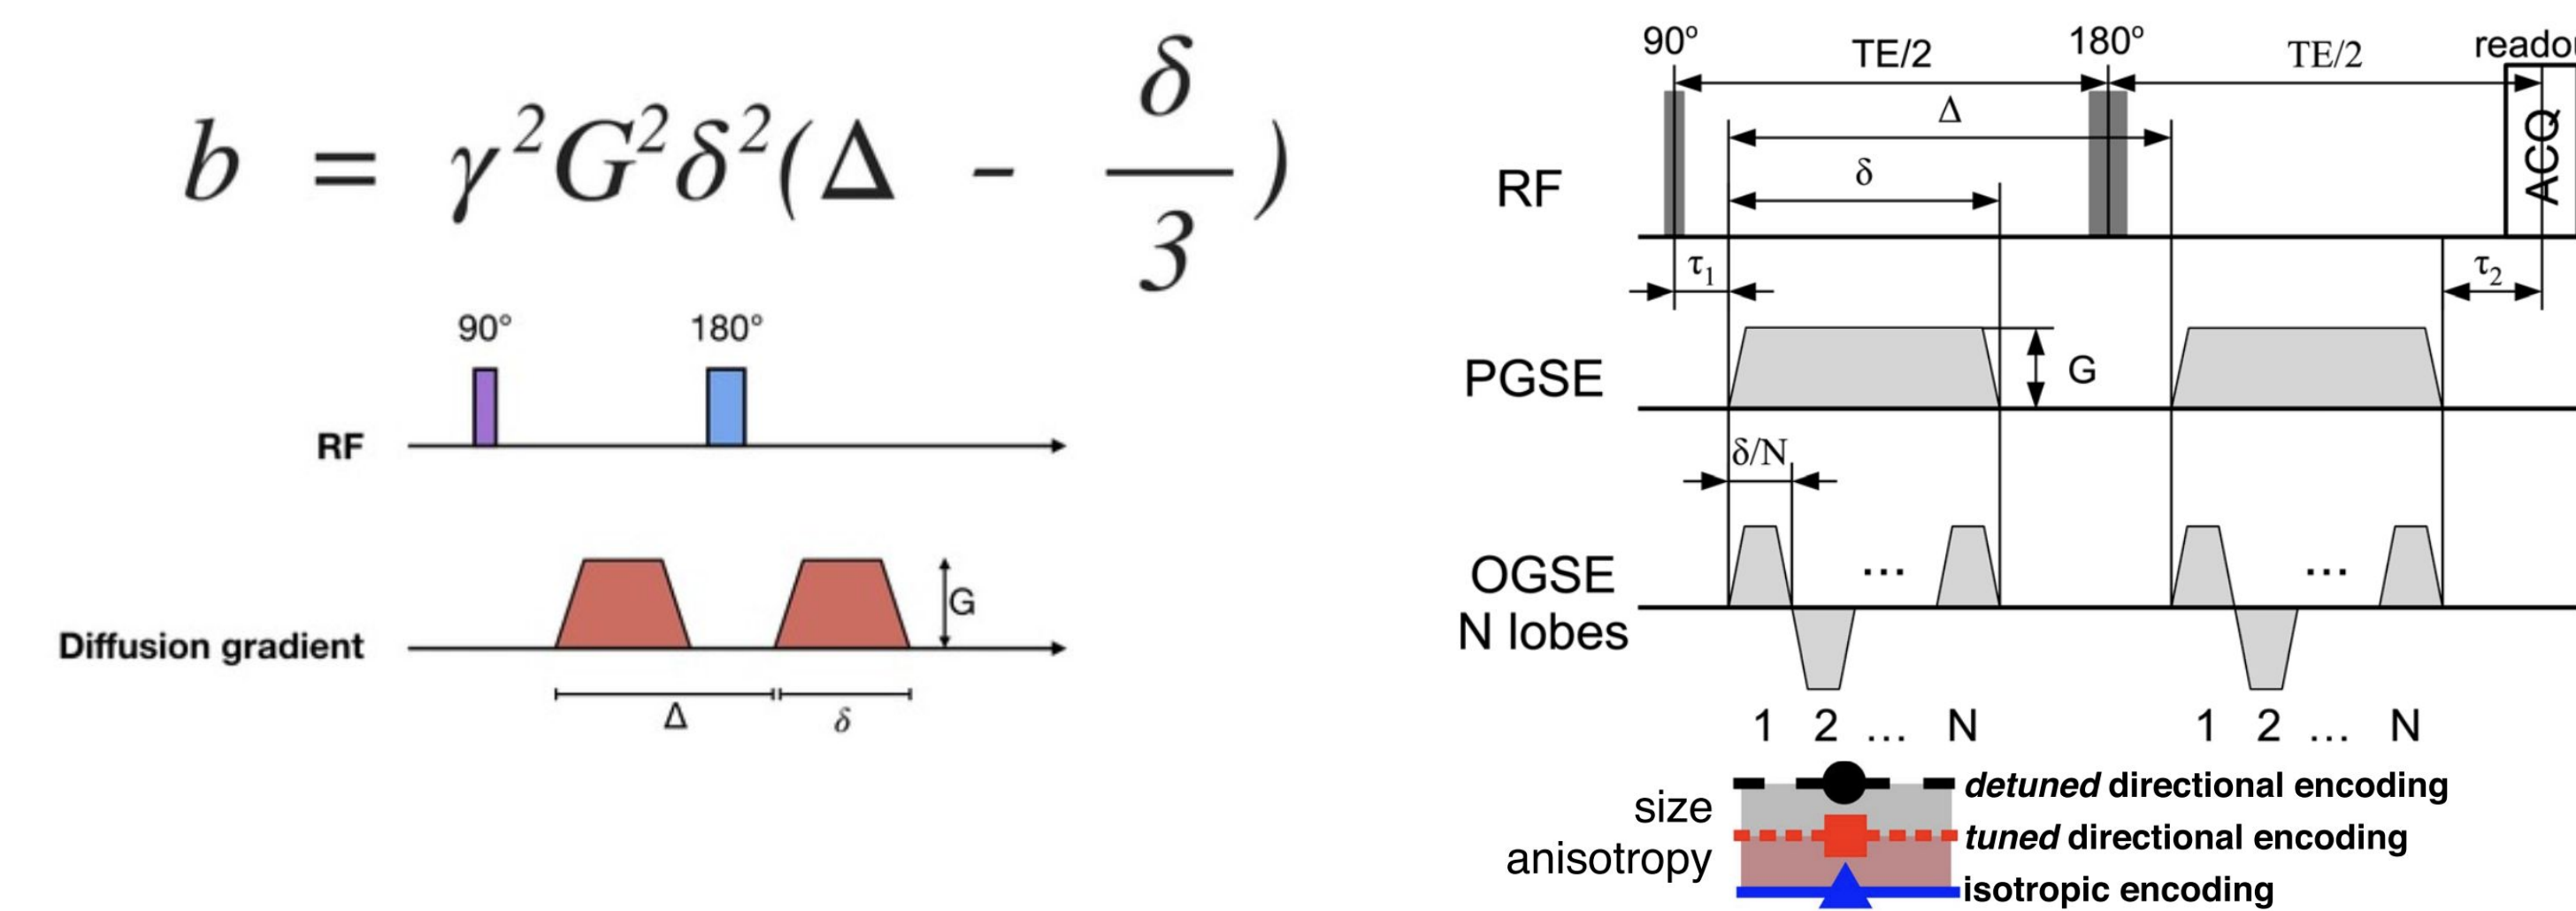 b = γ²G²δ²(Δ - δ/3)
90° 180°
RF
G
Diffusion gradient
Δ δ
90° TE/2 180° TE/2 reado
Δ
δ
ACQ
RF
τ₁ τ₂
PGSE G
δ/N
... ...
OGSE
N lobes
1 2 ... N 1 2 ... N
size
anisotropy
detuned directional encoding
tuned directional encoding
isotropic encoding